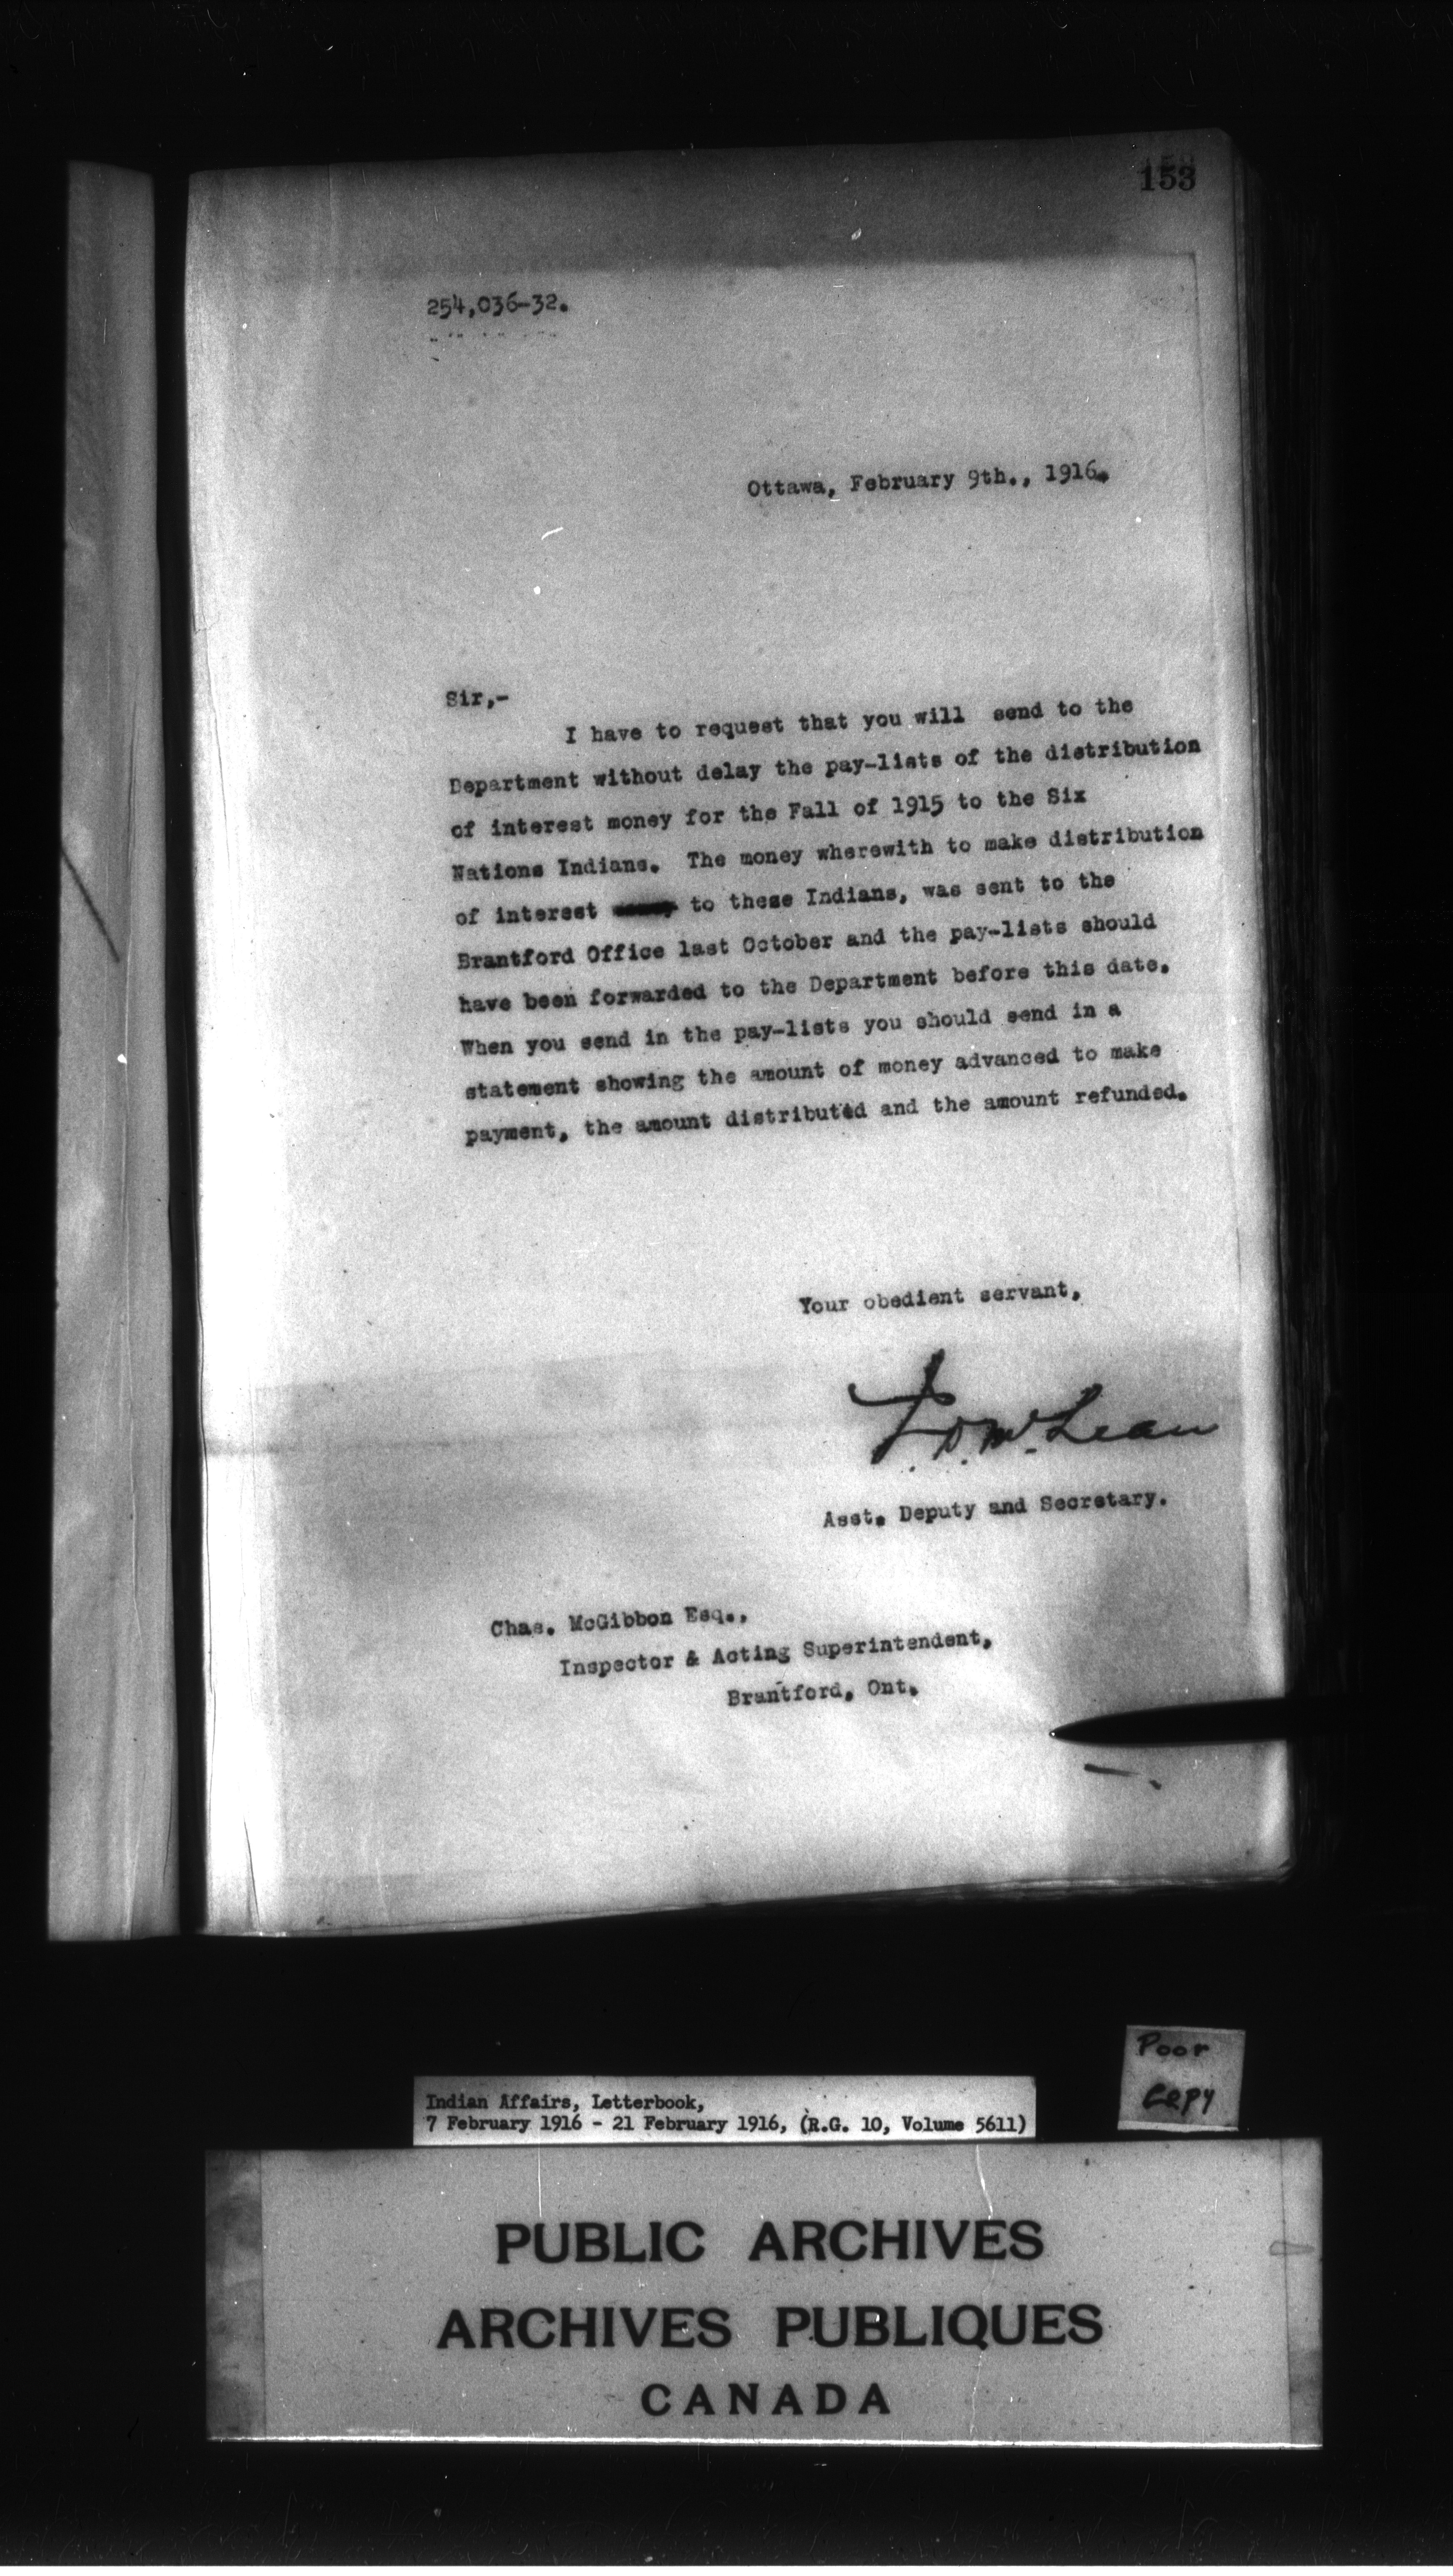 153
254,036-32.
Ottawa, February 9th., 1916.
Sir,-
I have to request that you will send to the
Department without delay the pay-lists of the distribution
of interest money for the Fall of 1915 to the Six
Nations Indians. The money wherewith to make distribution
of interest to these Indians, was sent to the
Brantford Office last October and the pay-lists should
have been forwarded to the Department before this date.
When you send in the pay-lists you should send in a
statement showing the amount of money advanced to make
payment, the amount distributed and the amount refunded.
Your obedient servant,
J.D. McLean
Asst. Deputy and Secretary.
Chas. McGibbon Esq.,
Inspector & Acting Superintendent,
Brantford, Ont.
Poor
Copy
Indian Affairs, Letterbook,
7 February 1916 - 21 February 1916, (R.G. 10, Volume 5611)
PUBLIC ARCHIVES
ARCHIVES PUBLIQUES
CANADA